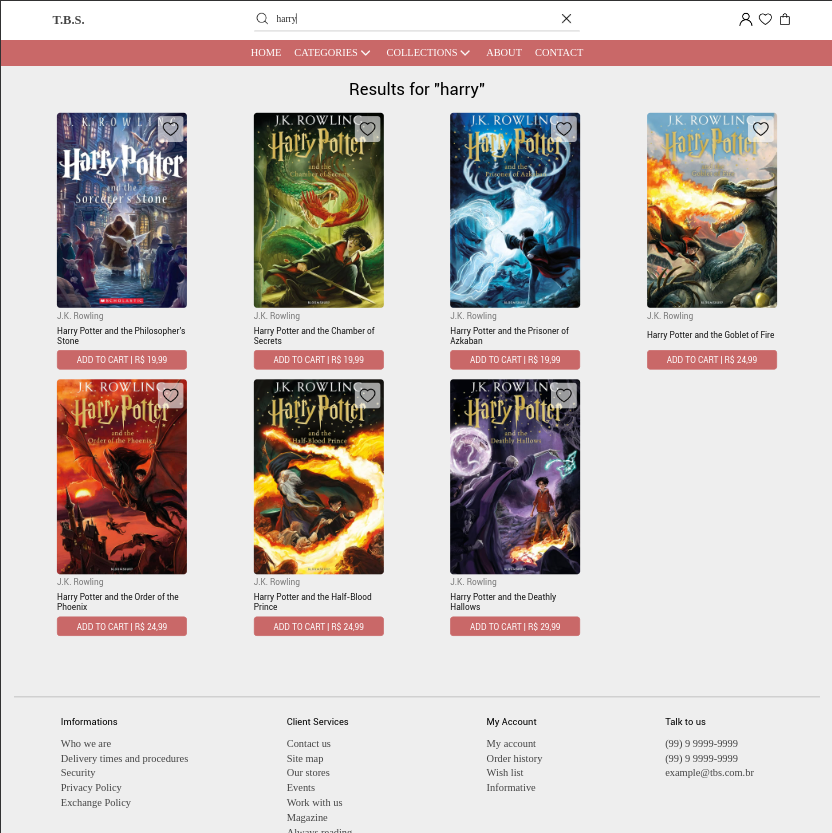 T.B.S.
harry
HOME CATEGORIES COLLECTIONS ABOUT CONTACT
Results for "harry"
J.K. ROWLING
Harry Potter
and the
Sorcerer's Stone
SCHOLASTIC
J.K. Rowling
Harry Potter and the Philosopher's
Stone
ADD TO CART | R$ 19,99
J.K. ROWLING
Harry Potter
and the
Chamber of Secrets
BLOOMSBURY
J.K. Rowling
Harry Potter and the Chamber of
Secrets
ADD TO CART | R$ 19,99
J.K. ROWLING
Harry Potter
and the
Prisoner of Azkaban
BLOOMSBURY
J.K. Rowling
Harry Potter and the Prisoner of
Azkaban
ADD TO CART | R$ 19,99
J.K. ROWLING
Harry Potter
J.K. Rowling
Harry Potter and the Goblet of Fire
ADD TO CART | R$ 24,99
J.K. ROWLING
Harry Potter
and the
Order of the Phoenix
BLOOMSBURY
J.K. Rowling
Harry Potter and the Order of the
Phoenix
ADD TO CART | R$ 24,99
J.K. ROWLING
Harry Potter
and the
Half-Blood Prince
J.K. Rowling
Harry Potter and the Half-Blood
Prince
ADD TO CART | R$ 24,99
J.K. ROWLING
Harry Potter
and the
Deathly Hallows
BLOOMSBURY
J.K. Rowling
Harry Potter and the Deathly
Hallows
ADD TO CART | R$ 29,99
Imformations
Who we are
Delivery times and procedures
Security
Privacy Policy
Exchange Policy
Client Services
Contact us
Site map
Our stores
Events
Work with us
Magazine
Always reading
My Account
My account
Order history
Wish list
Informative
Talk to us
(99) 9 9999-9999
(99) 9 9999-9999
example@tbs.com.br